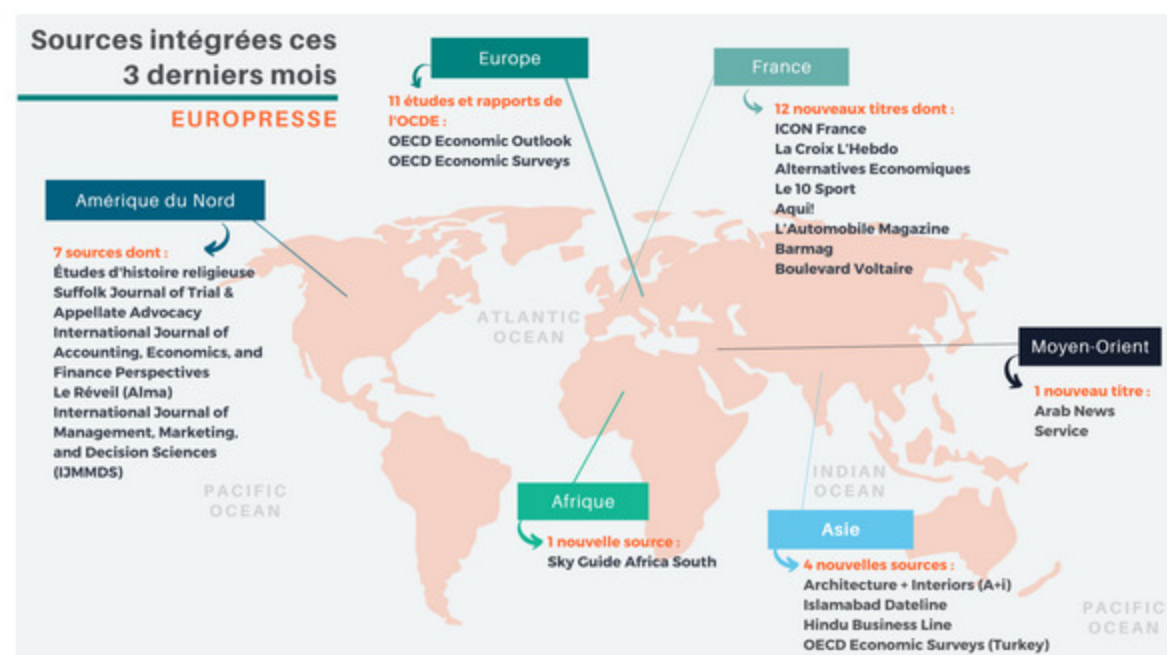 Sources intégrées ces
3 derniers mois
EUROPRESSE
Europe
11 études et rapports de
l'OCDE :
OECD Economic Outlook
OECD Economic Surveys
France
12 nouveaux titres dont :
ICON France
La Croix L'Hebdo
Alternatives Economiques
Le 10 Sport
Aqui!
L'Automobile Magazine
Barmag
Boulevard Voltaire
Amérique du Nord
7 sources dont :
Études d'histoire religieuse
Suffolk Journal of Trial &
Appellate Advocacy
International Journal of
Accounting, Economics, and
Finance Perspectives
Le Réveil (Alma)
International Journal of
Management, Marketing,
and Decision Sciences
(IJMMDS)
ATLANTIC
OCEAN
Moyen-Orient
1 nouveau titre :
Arab News
Service
PACIFIC
OCEAN
INDIAN
OCEAN
Afrique
1 nouvelle source :
Sky Guide Africa South
Asie
4 nouvelles sources :
Architecture + Interiors (A+i)
Islamabad Dateline
Hindu Business Line
OECD Economic Surveys (Turkey)
PACIFIC
OCEAN